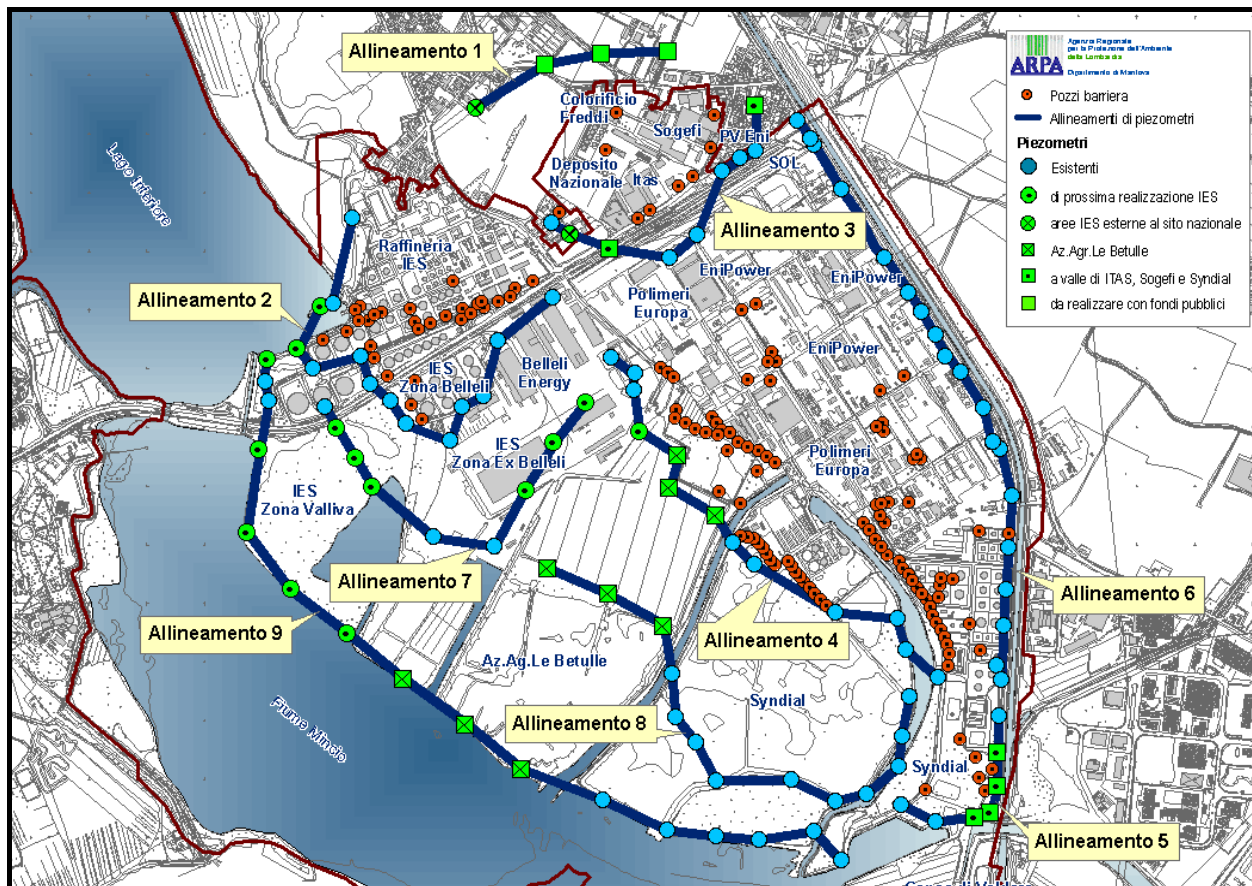 Allineamento 1
Agenzia Regionale
per la Protezione dell'Ambiente
della Lombardia
ARPA
Dipartimento di Mantova
Pozzi barriera
Allineamenti di piezometri
Piezometri
Esistenti
di prossima realizzazione IES
aree IES esterne al sito nazionale
Az.Agr.Le Betulle
a valle di ITAS, Sogefi e Syndial
da realizzare con fondi pubblici
Colorificio
Freddi
Sogefi
PV Eni
SOL
Lago Inferiore
Deposito
Nazionale
Itas
Allineamento 3
Raffineria
IES
EniPower
EniPower
Allineamento 2
Polimeri
Europa
EniPower
Belleli
Energy
IES
Zona Belleli
IES
Zona Ex Belleli
Polimeri
Europa
IES
Zona Valliva
Allineamento 7
Allineamento 6
Allineamento 9
Allineamento 4
Az.Ag.Le Betulle
Syndial
Allineamento 8
Fiume Mincio
Syndial
Allineamento 5